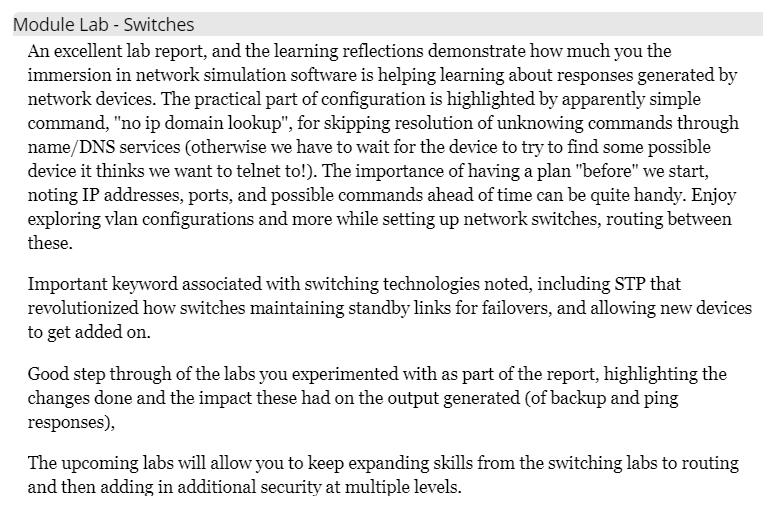 Module Lab - Switches
An excellent lab report, and the learning reflections demonstrate how much you the
immersion in network simulation software is helping learning about responses generated by
network devices. The practical part of configuration is highlighted by apparently simple
command, "no ip domain lookup", for skipping resolution of unknowing commands through
name/DNS services (otherwise we have to wait for the device to try to find some possible
device it thinks we want to telnet to!). The importance of having a plan "before" we start,
noting IP addresses, ports, and possible commands ahead of time can be quite handy. Enjoy
exploring vlan configurations and more while setting up network switches, routing between
these.
Important keyword associated with switching technologies noted, including STP that
revolutionized how switches maintaining standby links for failovers, and allowing new devices
to get added on.
Good step through of the labs you experimented with as part of the report, highlighting the
changes done and the impact these had on the output generated (of backup and ping
responses),
The upcoming labs will allow you to keep expanding skills from the switching labs to routing
and then adding in additional security at multiple levels.